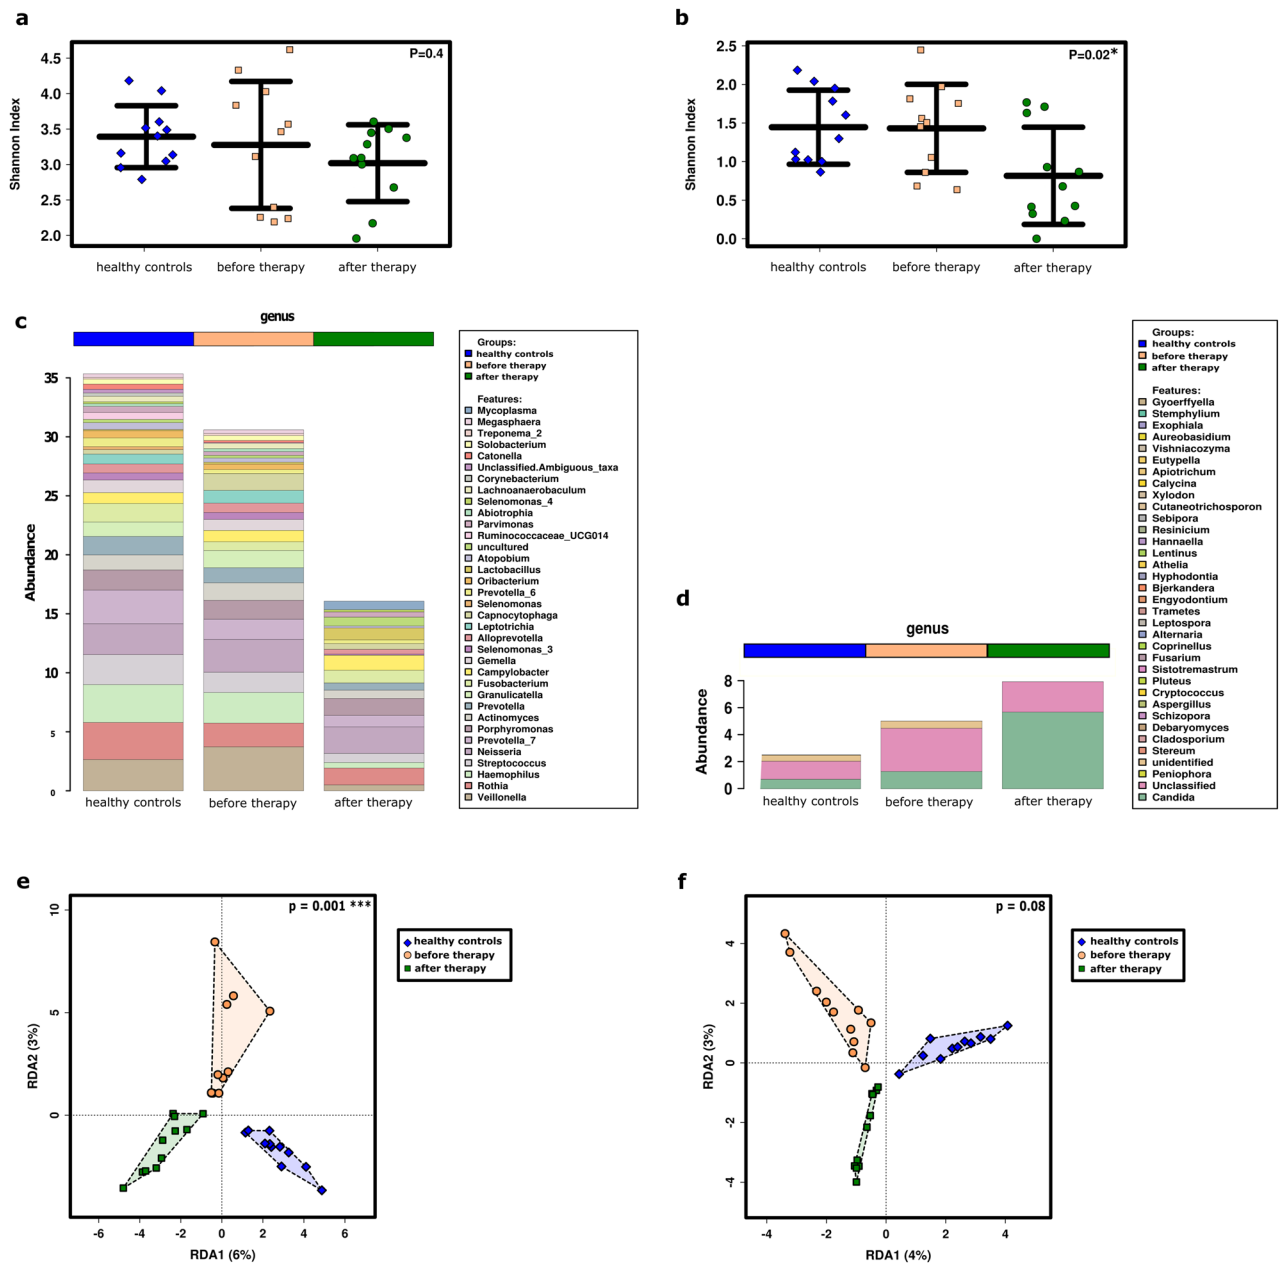 a
P=0.4
Shannon Index
4.5
4.0
3.5
3.0
2.5
2.0
healthy controls
before therapy
after therapy
b
P=0.02*
Shannon Index
2.5
2.0
1.5
1.0
0.5
0.0
healthy controls
before therapy
after therapy
c
genus
Abundance
35
30
25
20
15
10
5
0
healthy controls
before therapy
after therapy
Groups:
healthy controls
before therapy
after therapy
Features:
Mycoplasma
Megasphaera
Treponema_2
Solobacterium
Catonella
Unclassified.Ambiguous_taxa
Corynebacterium
Lachnoanaerobaculum
Selenomonas_4
Abiotrophia
Parvimonas
Ruminococcaceae_UCG014
uncultured
Atopobium
Lactobacillus
Oribacterium
Prevotella_6
Selenomonas
Capnocytophaga
Leptotrichia
Alloprevotella
Selenomonas_3
Gemella
Campylobacter
Fusobacterium
Granulicatella
Prevotella
Actinomyces
Porphyromonas
Prevotella_7
Neisseria
Streptococcus
Haemophilus
Rothia
Veillonella
d
genus
Abundance
8
6
4
2
0
healthy controls
before therapy
after therapy
Groups:
healthy controls
before therapy
after therapy
Features:
Gyoerffyella
Stemphylium
Exophiala
Aureobasidium
Vishniacozyma
Eutypella
Apiotrichum
Calycina
Xylodon
Cutaneotrichosporon
Sebipora
Resinicium
Hannaella
Lentinus
Athelia
Hyphodontia
Bjerkandera
Engyodontium
Trametes
Leptospora
Alternaria
Coprinellus
Fusarium
Sistotremastrum
Pluteus
Cryptococcus
Aspergillus
Schizopora
Debaryomyces
Cladosporium
Stereum
unidentified
Peniophora
Unclassified
Candida
e
p = 0.001 ***
RDA2 (3%)
10
5
0
-6
-4
-2
0
2
4
6
RDA1 (6%)
healthy controls
before therapy
after therapy
f
p = 0.08
RDA2 (3%)
4
2
0
-2
-4
-4
-2
0
2
4
RDA1 (4%)
healthy controls
before therapy
after therapy